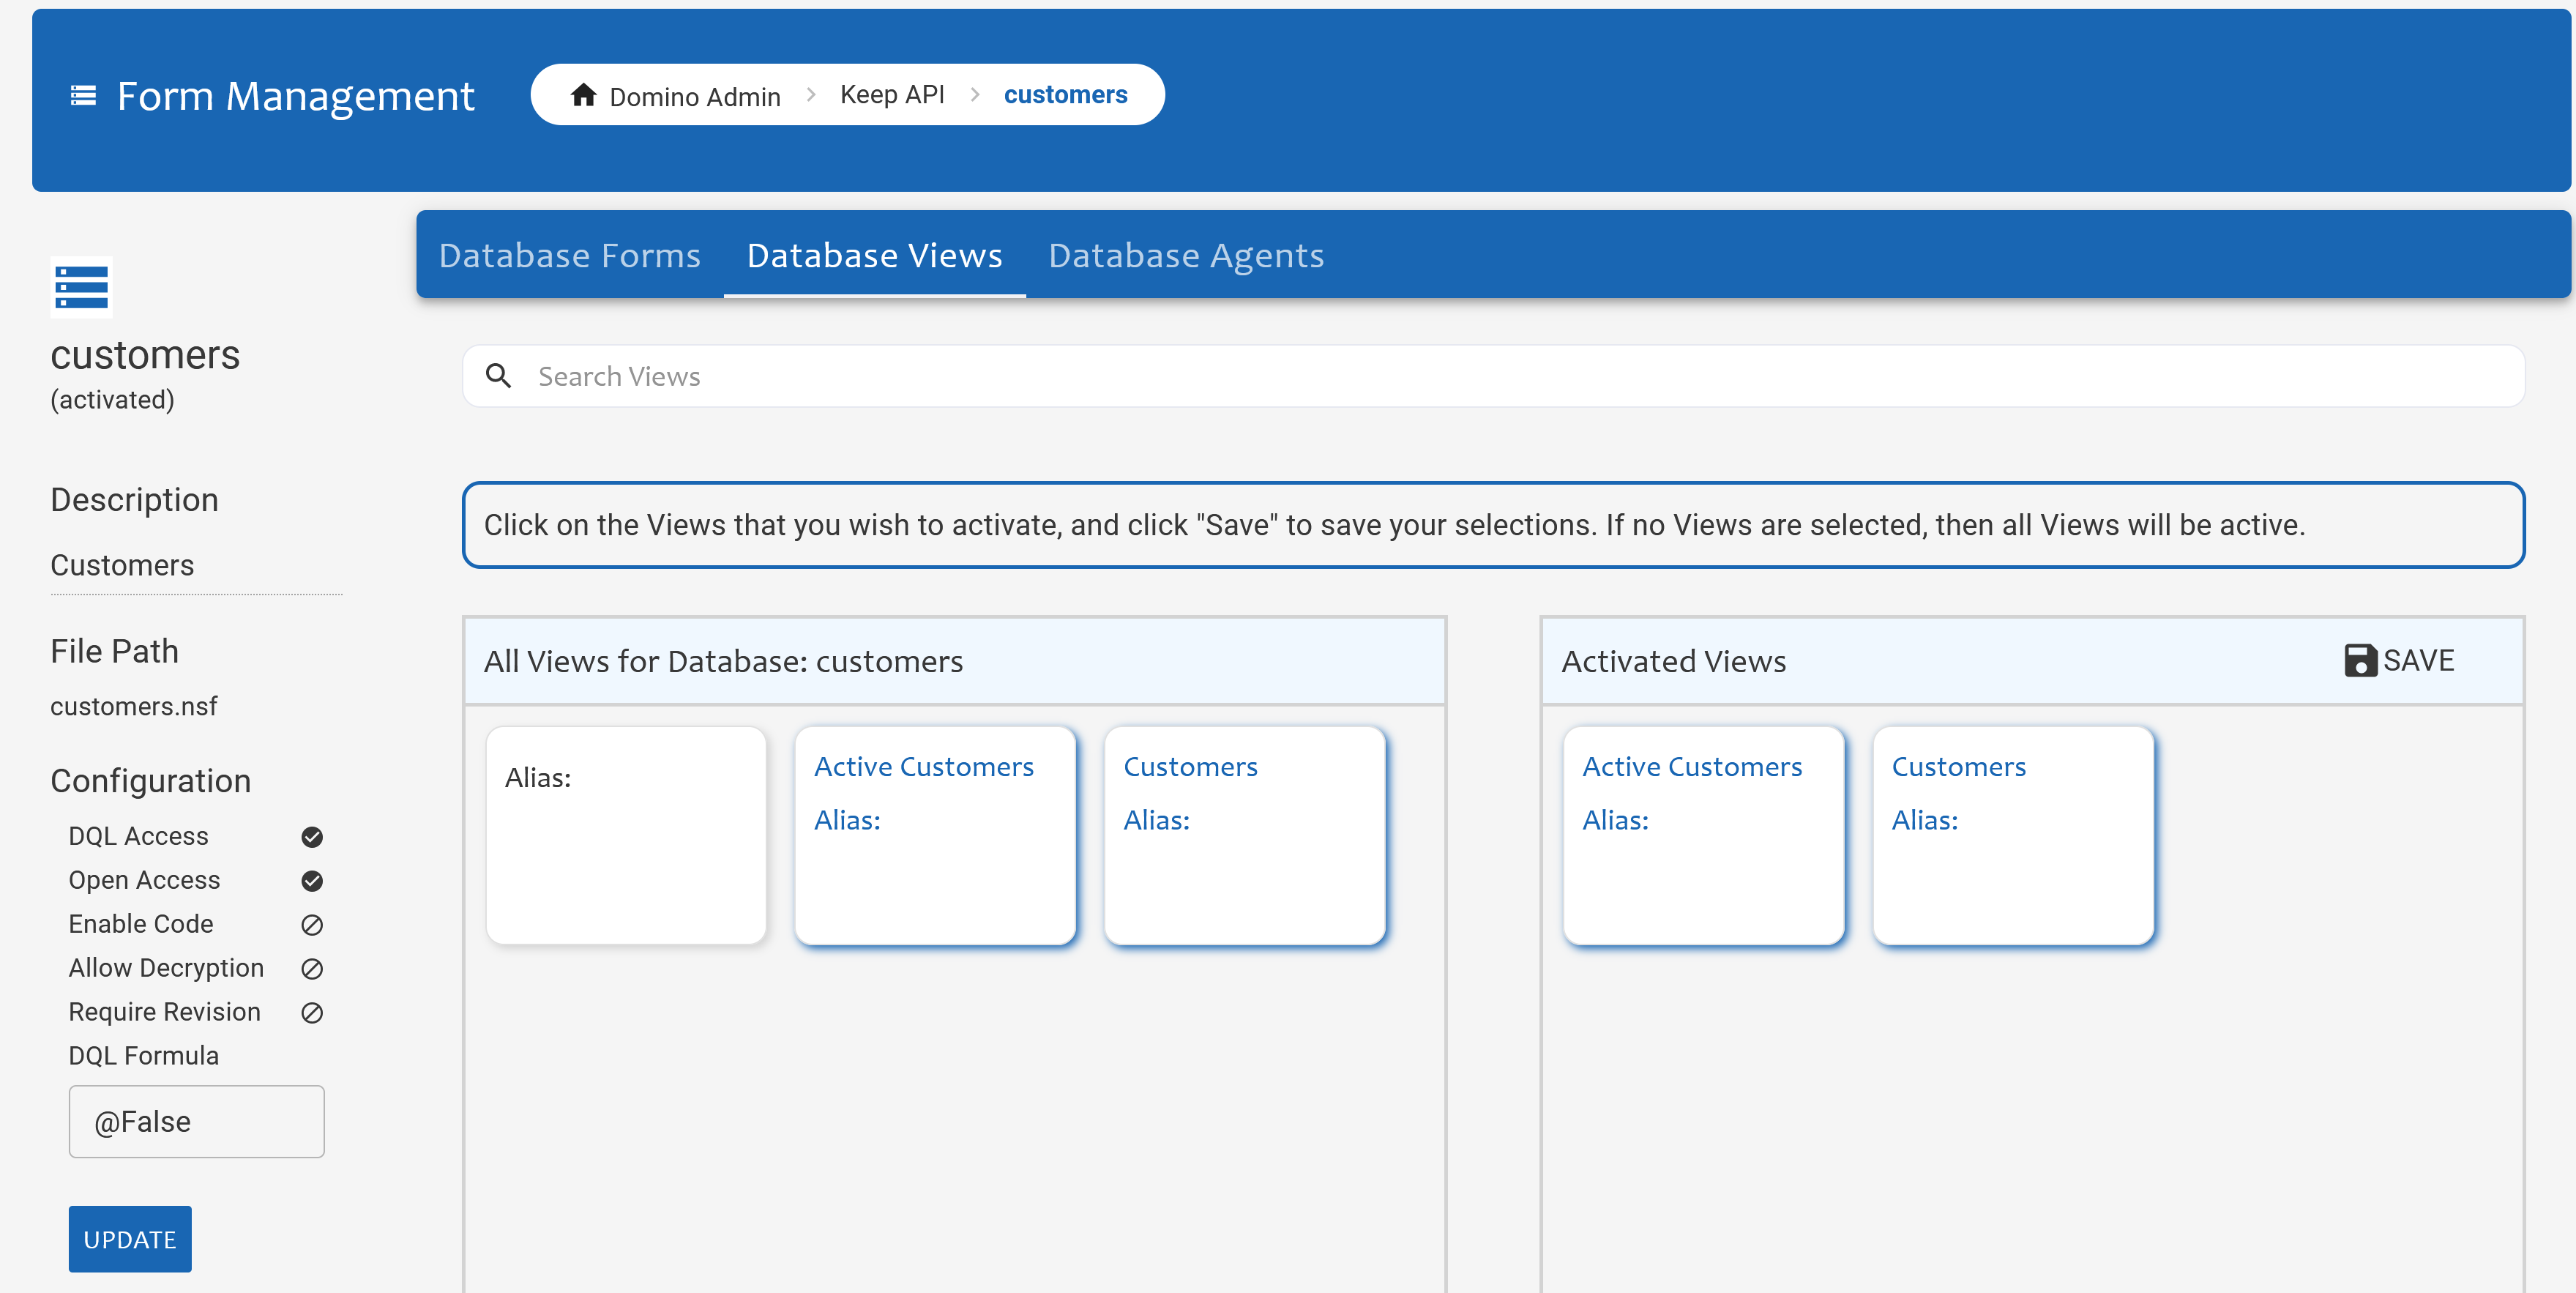 Form Management
Domino Admin > Keep API > customers
Database Forms Database Views Database Agents
customers
(activated)
Description
Customers
File Path
customers.nsf
Configuration
DQL Access
Open Access
Enable Code
Allow Decryption
Require Revision
DQL Formula
@False
UPDATE
Search Views
Click on the Views that you wish to activate, and click "Save" to save your selections. If no Views are selected, then all Views will be active.
All Views for Database: customers
Alias:
Active Customers
Alias:
Customers
Alias:
Activated Views
SAVE
Active Customers
Alias:
Customers
Alias: